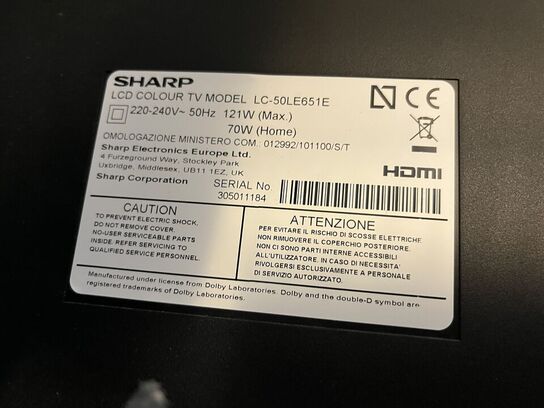 SHARP
LCD COLOUR TV MODEL LC-50LE651E
220-240V~ 50Hz 121W (Max.)
70W (Home)
OMOLOGAZIONE MINISTERO COM.: 012992/101100/S/T
Sharp Electronics Europe Ltd.
4 Furzeground Way, Stockley Park
Uxbridge, Middlesex, UB11 1EZ, UK
Sharp Corporation
HDMI
SERIAL No
305011184
CAUTION
TO PREVENT ELECTRIC SHOCK,
DO NOT REMOVE COVER.
NO-USER SERVICEABLE PARTS
INSIDE. REFER SERVICING TO
QUALIFIED SERVICE PERSONNEL.
ATTENZIONE
PER EVITARE IL RISCHIO DI SCOSSE ELETTRICHE,
NON RIMUOVERE IL COPERCHIO POSTERIORE.
NON CI SONO PARTI INTERNE ACCESSIBILI
ALL'UTILIZZATORE. IN CASO DI NECESSITA'
RIVOLGERSI ESCLUSIVAMENTE A PERSONALE
DI SERVIZIO AUTORIZZATO.
Manufactured under license from Dolby Laboratories. Dolby and the double-D symbol are
registered trademarks of Dolby Laboratories.